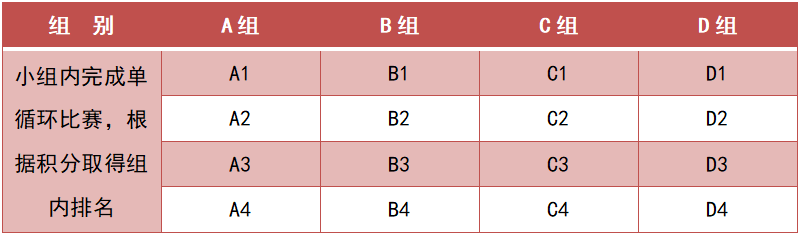 组 别 A组 B组 C组 D组
小组内完成单
循环比赛，根
据积分取得组
内排名
A1 B1 C1 D1
A2 B2 C2 D2
A3 B3 C3 D3
A4 B4 C4 D4